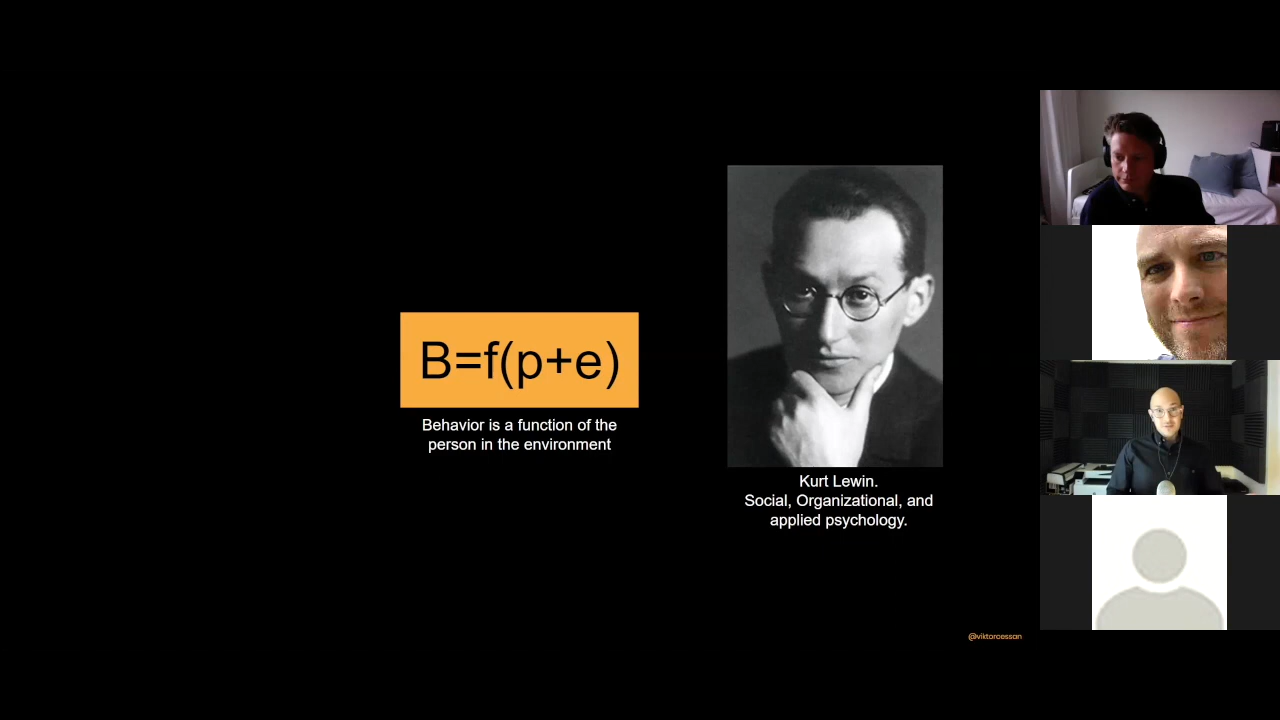 B=f(p+e)
Behavior is a function of the
person in the environment
Kurt Lewin.
Social, Organizational, and
applied psychology.
@viktorcessan